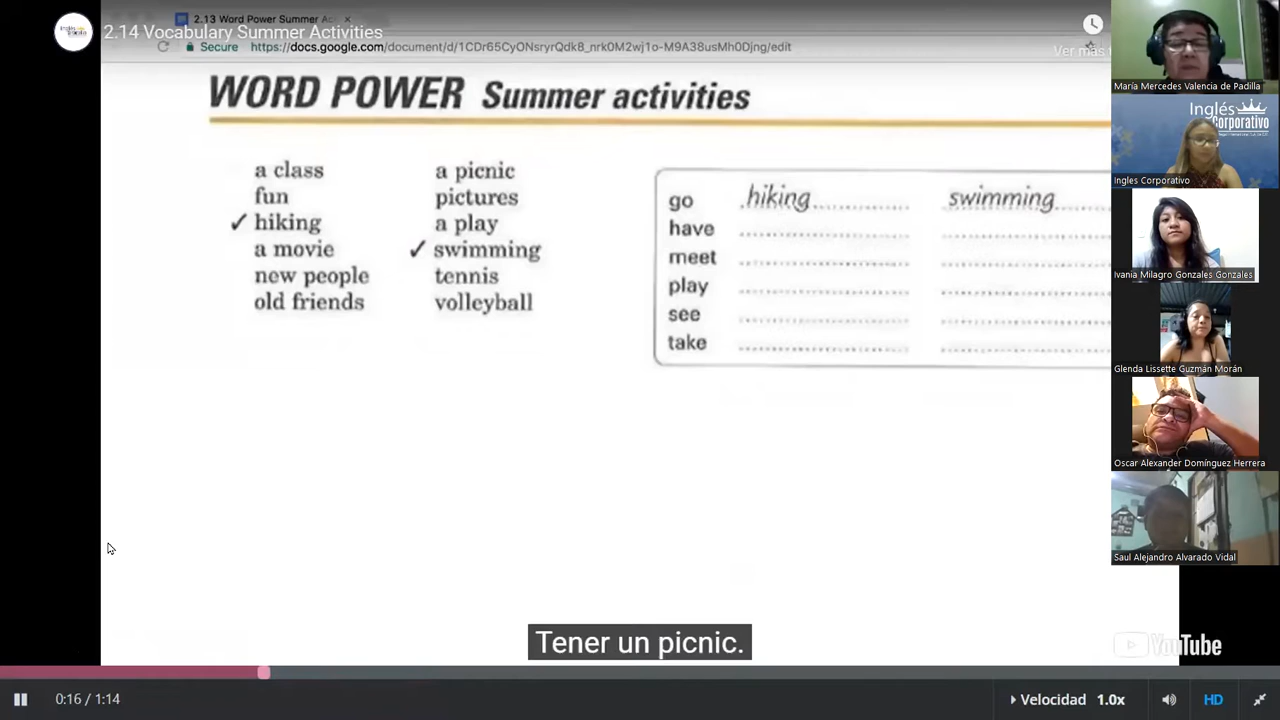 2.13 Word Power Summer Ac
2.14 Vocabulary Summer Activities
Secure https://docs.google.com/document/d/1CDr65CyONsryrQdk8_nrk0M2wj1o-M9A38usMh0Djng/edit
Ver más
WORD POWER Summer activities
a class
fun
✓ hiking
a movie
new people
old friends
a picnic
pictures
a play
✓ swimming
tennis
volleyball
go hiking swimming
have
meet
play
see
take
Tener un picnic.
YouTube
0:16 / 1:14
Velocidad 1.0x
HD
María Mercedes Valencia de Padilla
Inglés
Corporativo
Ingles Corporativo
Ivania Milagro Gonzales Gonzales
Glenda Lissette Guzmán Morán
Oscar Alexander Domínguez Herrera
Saul Alejandro Alvarado Vidal